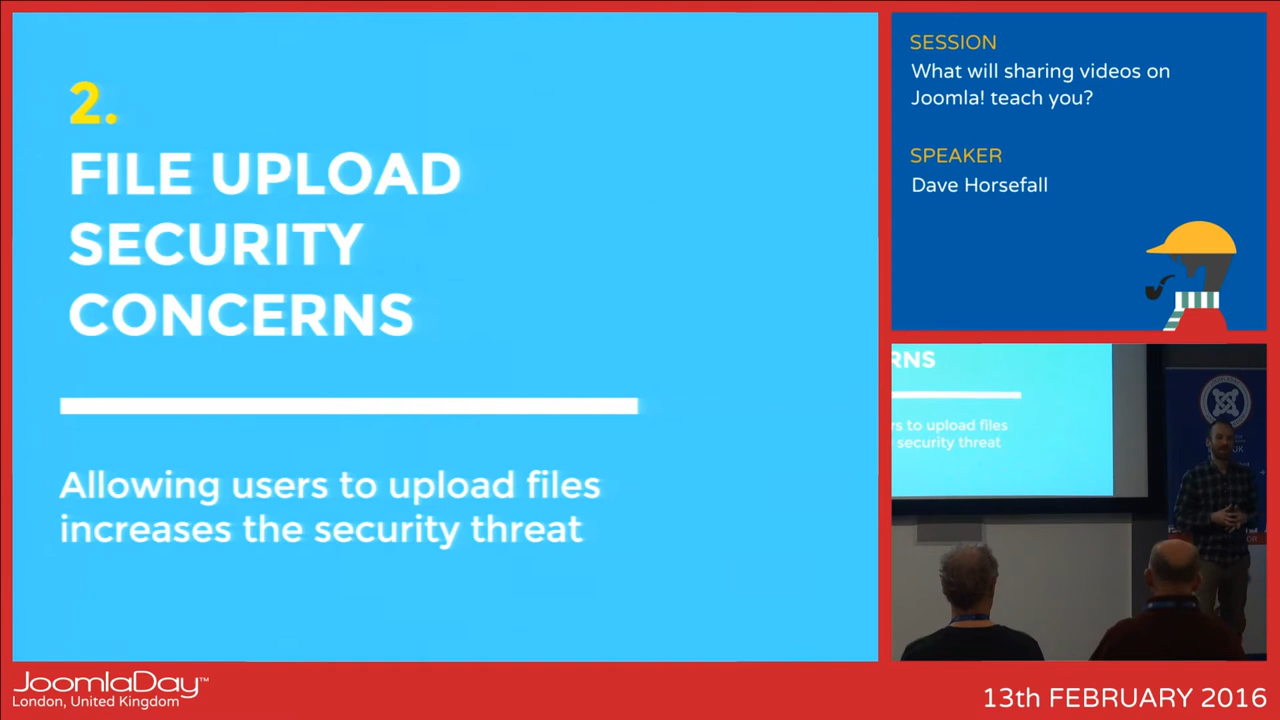 2.
FILE UPLOAD
SECURITY
CONCERNS
Allowing users to upload files
increases the security threat
SESSION
What will sharing videos on
Joomla! teach you?
SPEAKER
Dave Horsefall
RNS
rs to upload files
security threat
UK
JoomlaDay™
London, United Kingdom
13th FEBRUARY 2016